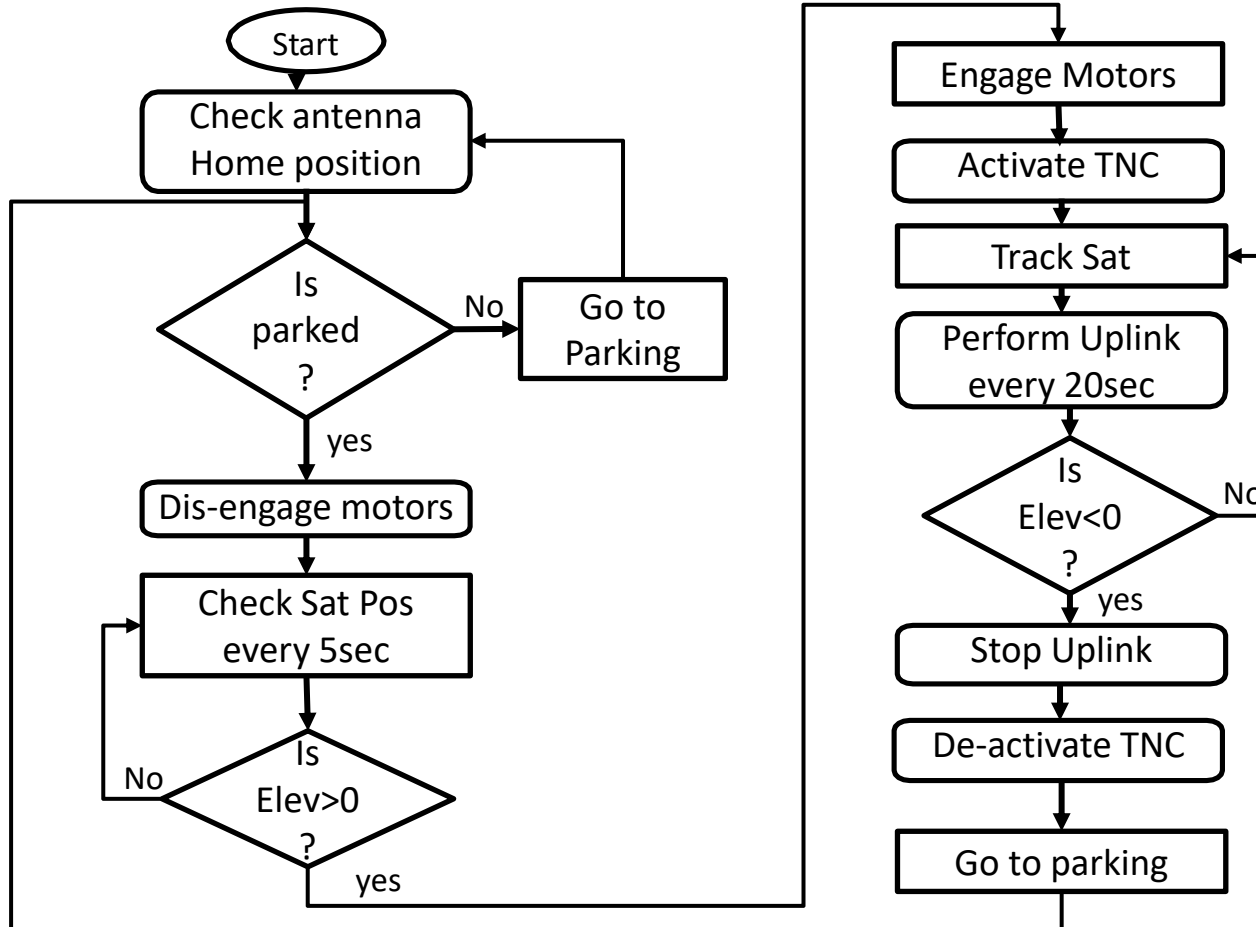 Start
Check antenna
Home position
Is
parked
?
No
Go to
Parking
yes
Dis-engage motors
Check Sat Pos
every 5sec
Is
Elev>0
?
No
yes
Engage Motors
Activate TNC
Track Sat
Perform Uplink
every 20sec
Is
Elev<0
?
No
yes
Stop Uplink
De-activate TNC
Go to parking